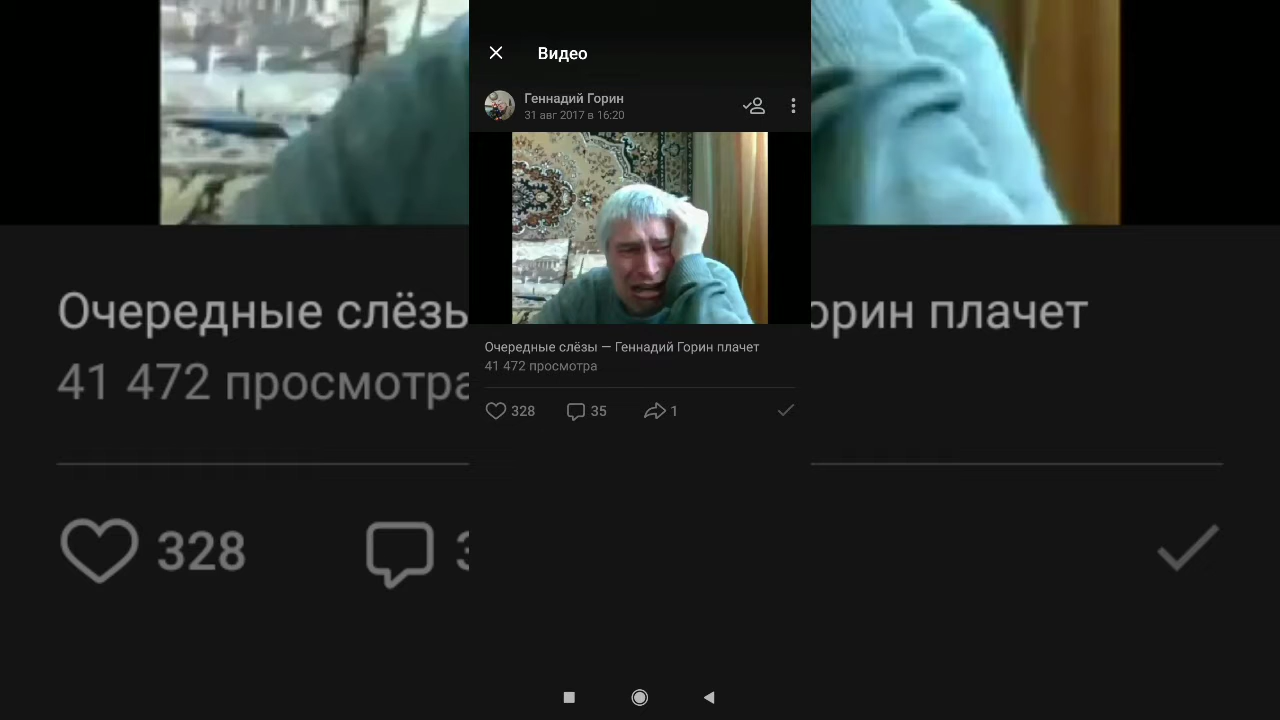 Видео
Геннадий Горин
31 авг 2017 в 16:20
Очередные слёзы — Геннадий Горин плачет
41 472 просмотра
328 35 1
Очередные слёзы
орин плачет
41 472 просмотра
328 3